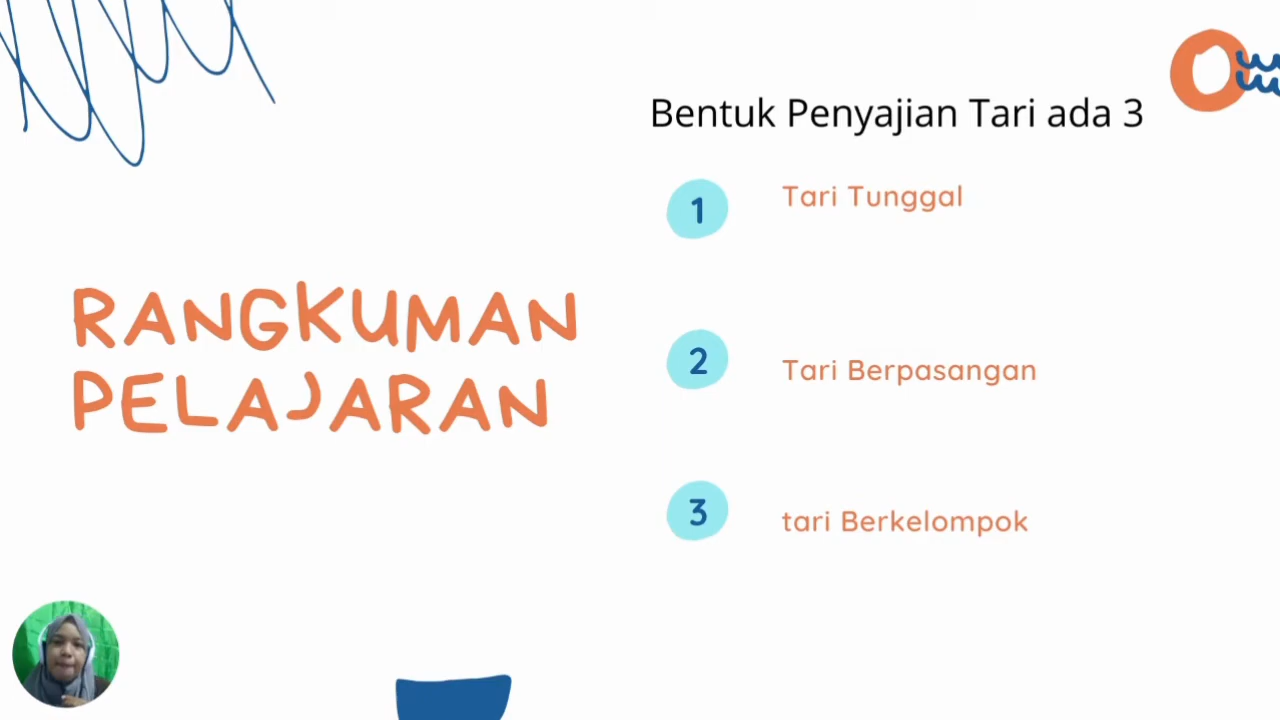 RANGKUMAN
PELAJARAN
Bentuk Penyajian Tari ada 3
1 Tari Tunggal
2 Tari Berpasangan
3 tari Berkelompok